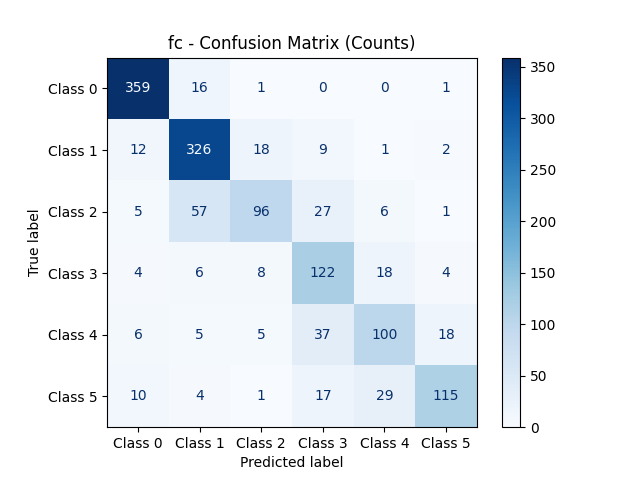 fc - Confusion Matrix (Counts)
Class 0 359 16 1 0 0 1
Class 1 12 326 18 9 1 2
Class 2 5 57 96 27 6 1
Class 3 4 6 8 122 18 4
Class 4 6 5 5 37 100 18
Class 5 10 4 1 17 29 115
Class 0 Class 1 Class 2 Class 3 Class 4 Class 5
Predicted label
True label
350
300
250
200
150
100
50
0